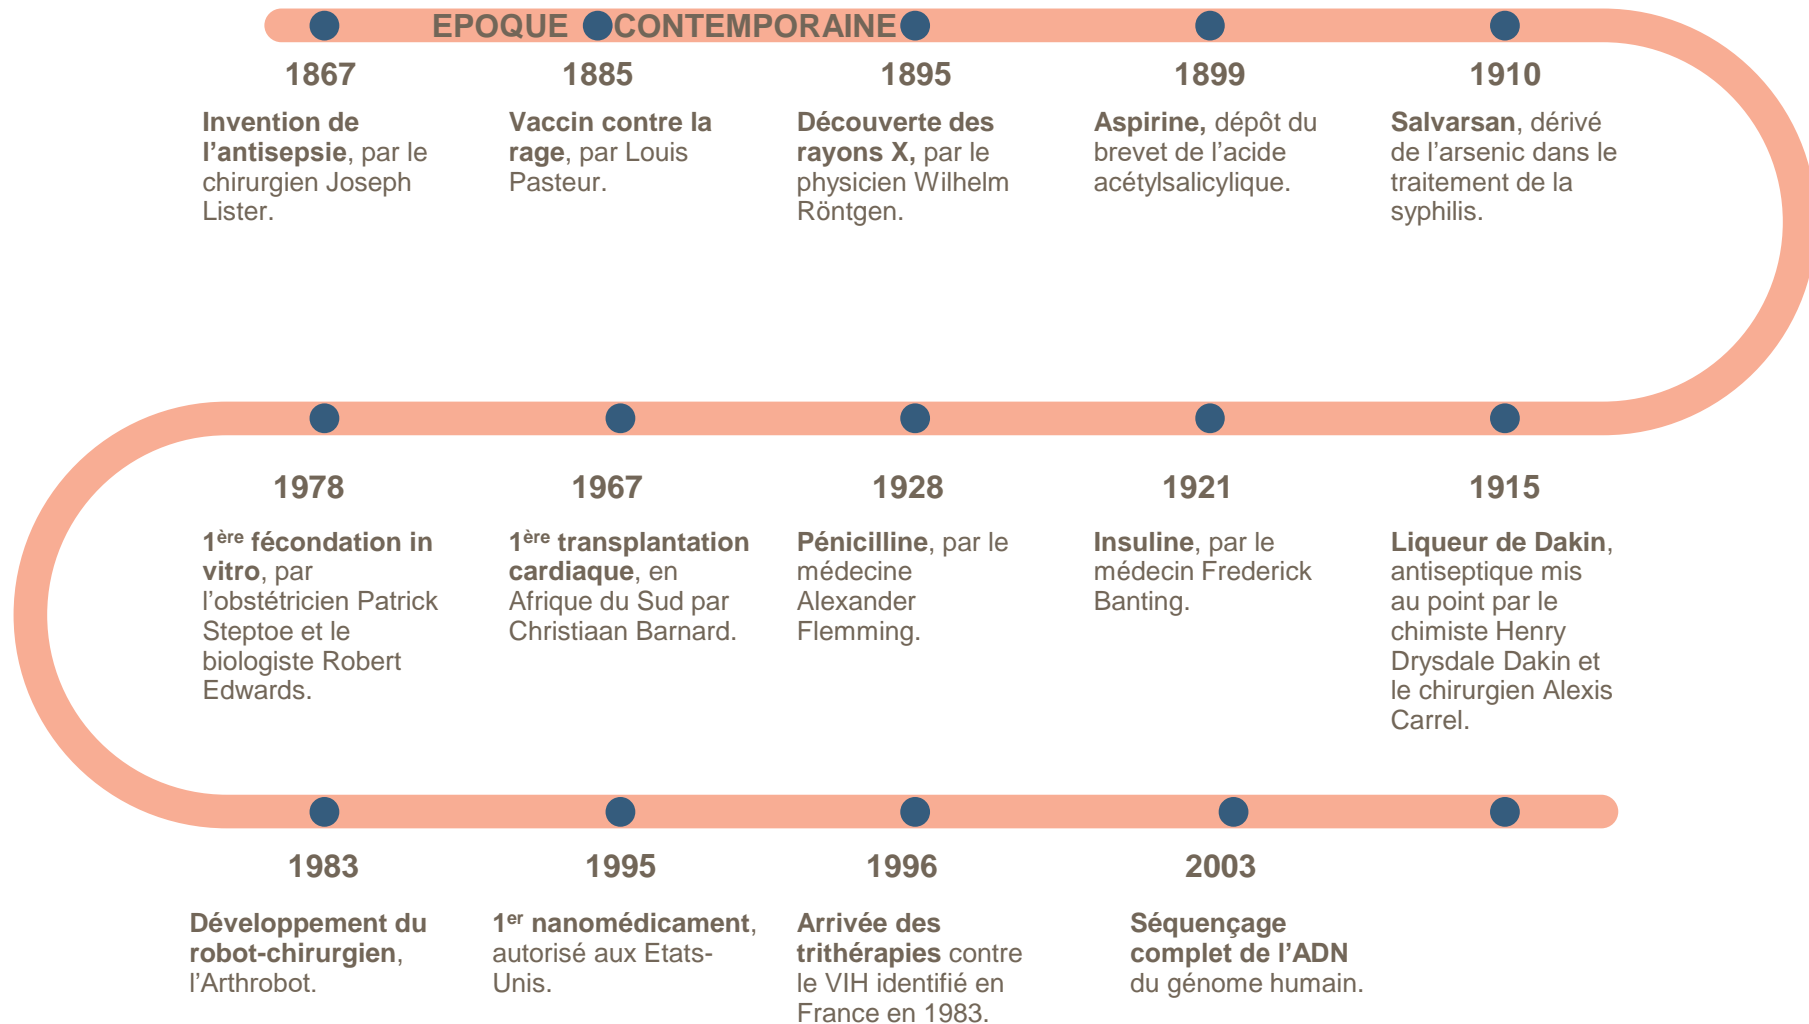 EPOQUE CONTEMPORAINE
1867
Invention de
l’antisepsie, par le
chirurgien Joseph
Lister.
1885
Vaccin contre la
rage, par Louis
Pasteur.
1895
Découverte des
rayons X, par le
physicien Wilhelm
Röntgen.
1899
Aspirine, dépôt du
brevet de l’acide
acétylsalicylique.
1910
Salvarsan, dérivé
de l’arsenic dans le
traitement de la
syphilis.
1978
1ère fécondation in
vitro, par
l’obstétricien Patrick
Steptoe et le
biologiste Robert
Edwards.
1967
1ère transplantation
cardiaque, en
Afrique du Sud par
Christiaan Barnard.
1928
Pénicilline, par le
médecine
Alexander
Flemming.
1921
Insuline, par le
médecin Frederick
Banting.
1915
Liqueur de Dakin,
antiseptique mis
au point par le
chimiste Henry
Drysdale Dakin et
le chirurgien Alexis
Carrel.
1983
Développement du
robot-chirurgien,
l’Arthrobot.
1995
1er nanomédicament,
autorisé aux Etats-
Unis.
1996
Arrivée des
trithérapies contre
le VIH identifié en
France en 1983.
2003
Séquençage
complet de l’ADN
du génome humain.